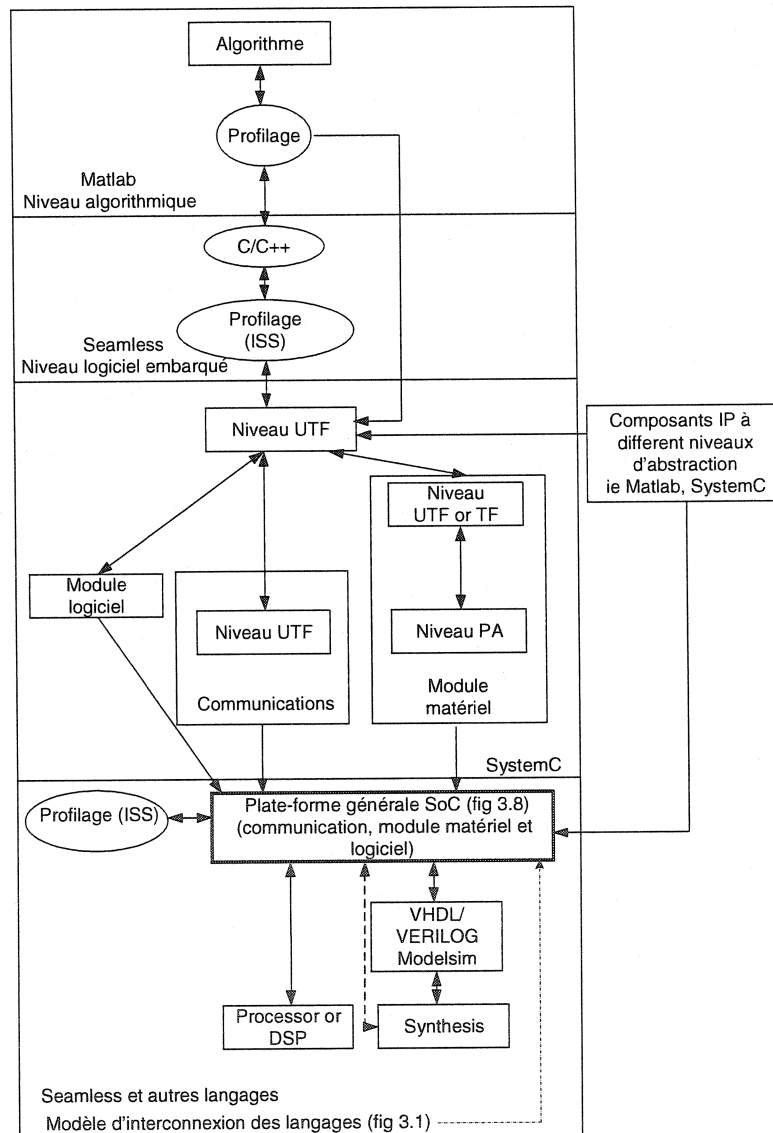 Algorithme
Profilage
Matlab
Niveau algorithmique
C/C++
Profilage
(ISS)
Seamless
Niveau logiciel embarqué
Niveau UTF
Composants IP à
different niveaux
d'abstraction
ie Matlab, SystemC
Niveau
UTF or TF
Module
logiciel
Niveau UTF
Niveau PA
Communications
Module
matériel
SystemC
Profilage (ISS)
Plate-forme générale SoC (fig 3.8)
(communication, module matériel et
logiciel)
VHDL/
VERILOG
Modelsim
Processor or
DSP
Synthesis
Seamless et autres langages
Modèle d'interconnexion des langages (fig 3.1)